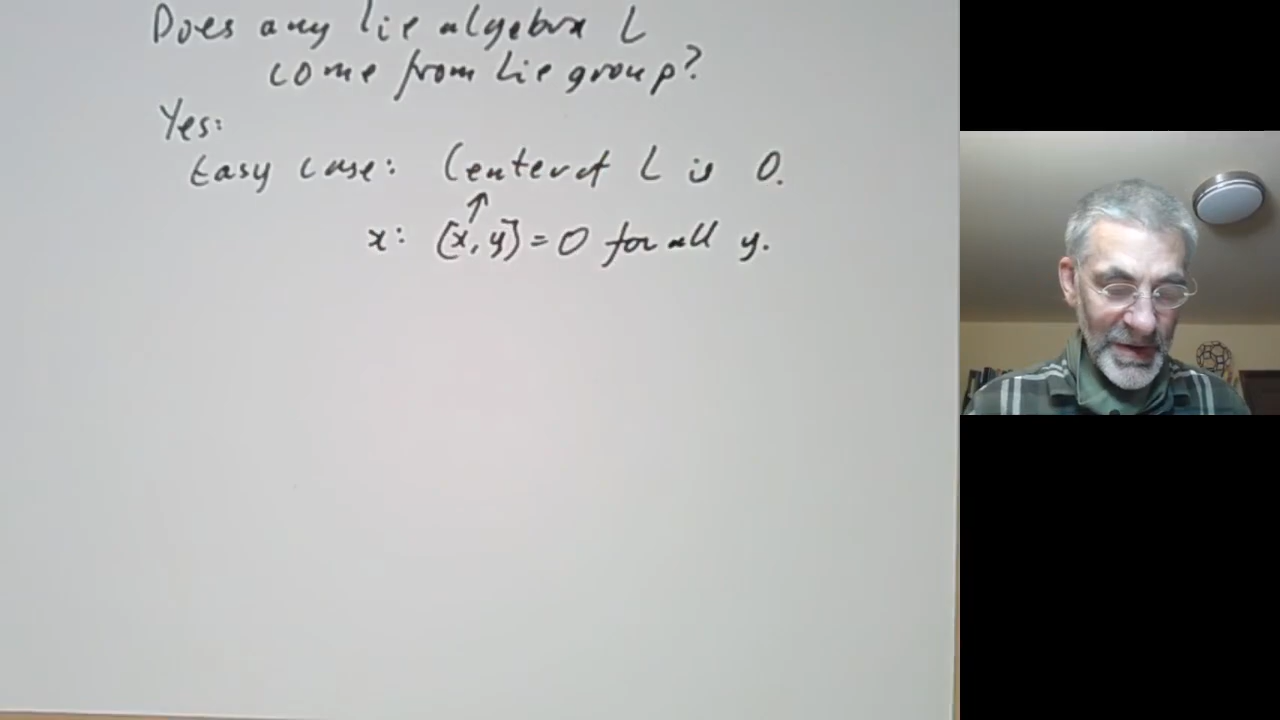 Does any Lie algebra L
come from Lie group?
Yes:
Easy case: Center of L is 0.
↑
x: [x, y] = 0 for all y.